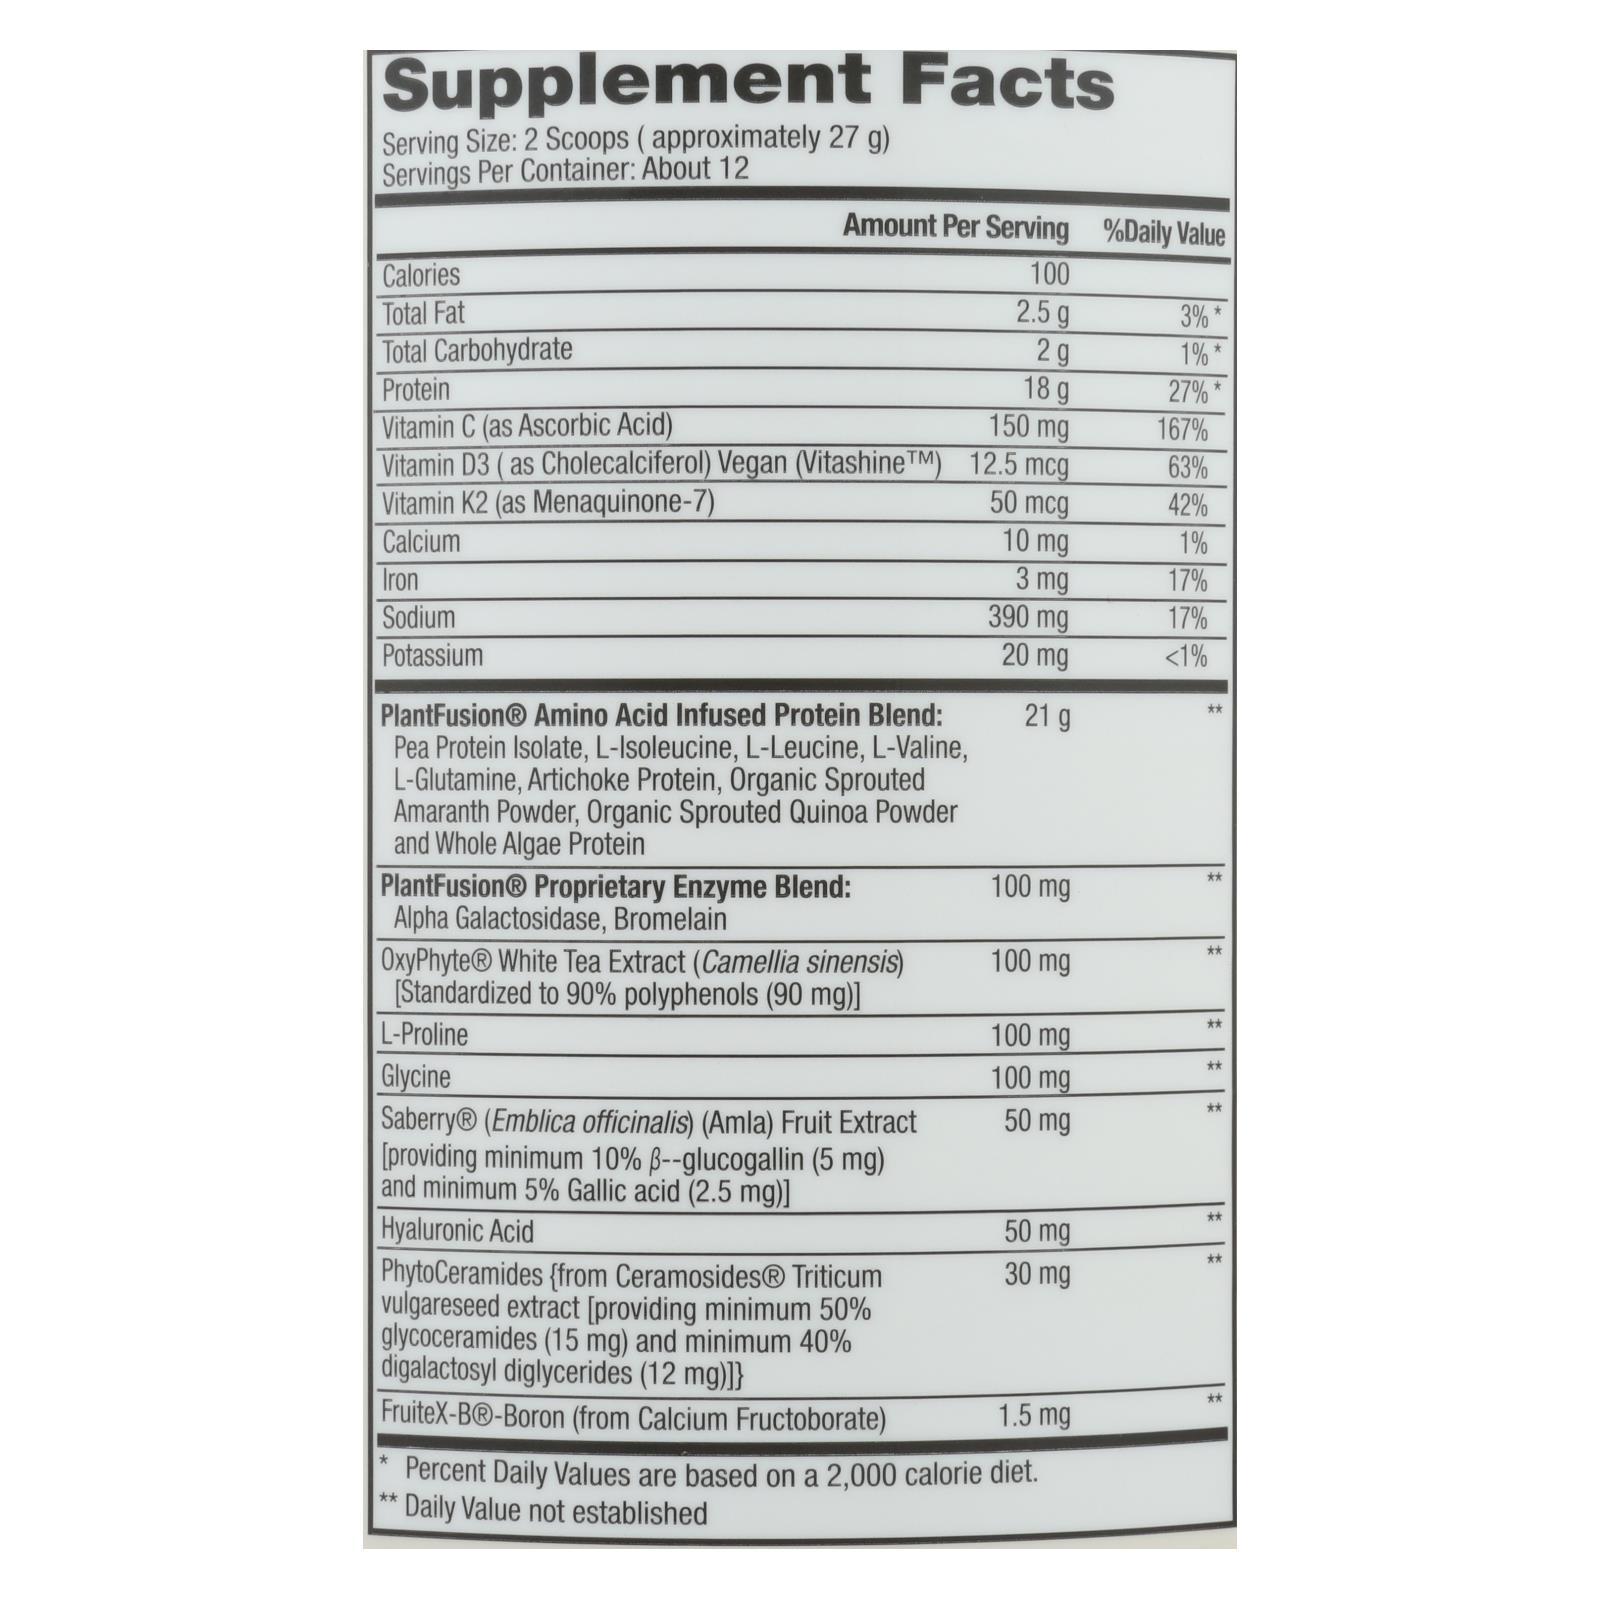 Supplement Facts
Serving Size: 2 Scoops ( approximately 27 g)
Servings Per Container: About 12
Amount Per Serving %Daily Value
Calories 100
Total Fat 2.5 g 3% *
Total Carbohydrate 2 g 1% *
Protein 18 g 27% *
Vitamin C (as Ascorbic Acid) 150 mg 167%
Vitamin D3 ( as Cholecalciferol) Vegan (Vitashine™) 12.5 mcg 63%
Vitamin K2 (as Menaquinone-7) 50 mcg 42%
Calcium 10 mg 1%
Iron 3 mg 17%
Sodium 390 mg 17%
Potassium 20 mg <1%
PlantFusion® Amino Acid Infused Protein Blend: 21 g **
Pea Protein Isolate, L-Isoleucine, L-Leucine, L-Valine,
L-Glutamine, Artichoke Protein, Organic Sprouted
Amaranth Powder, Organic Sprouted Quinoa Powder
and Whole Algae Protein
PlantFusion® Proprietary Enzyme Blend: 100 mg **
Alpha Galactosidase, Bromelain
OxyPhyte® White Tea Extract (Camellia sinensis) 100 mg **
[Standardized to 90% polyphenols (90 mg)]
L-Proline 100 mg **
Glycine 100 mg **
Saberry® (Emblica officinalis) (Amla) Fruit Extract 50 mg **
[providing minimum 10% β--glucogallin (5 mg)
and minimum 5% Gallic acid (2.5 mg)]
Hyaluronic Acid 50 mg **
PhytoCeramides {from Ceramosides® Triticum 30 mg **
vulgareseed extract [providing minimum 50%
glycoceramides (15 mg) and minimum 40%
digalactosyl diglycerides (12 mg)]}
FruiteX-B®-Boron (from Calcium Fructoborate) 1.5 mg **
* Percent Daily Values are based on a 2,000 calorie diet.
** Daily Value not established